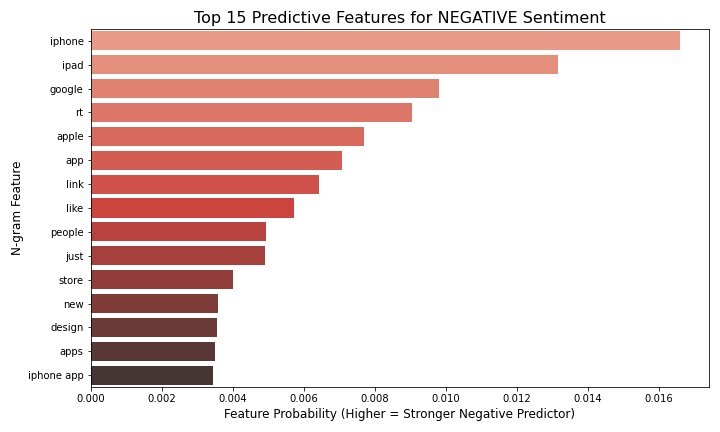 Top 15 Predictive Features for NEGATIVE Sentiment
N-gram Feature
iphone
ipad
google
rt
apple
app
link
like
people
just
store
new
design
apps
iphone app
0.000 0.002 0.004 0.006 0.008 0.010 0.012 0.014 0.016
Feature Probability (Higher = Stronger Negative Predictor)